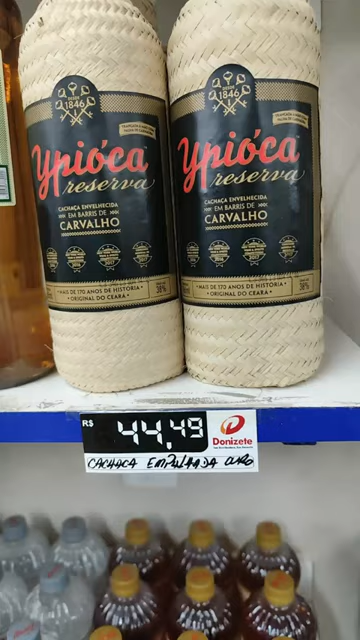 DESDE
1846
Ypióca
reserva
CACHAÇA ENVELHECIDA
EM BARRIS DE
CARVALHO
MAIS DE 170 ANOS DE HISTÓRIA
ORIGINAL DO CEARÁ
38%
DESDE
1846
Ypióca
reserva
CACHAÇA ENVELHECIDA
EM BARRIS DE
CARVALHO
MAIS DE 170 ANOS DE HISTÓRIA
ORIGINAL DO CEARÁ
38%
R$ 44,49
Donizete
CACHAÇA EMPALHADA OURO